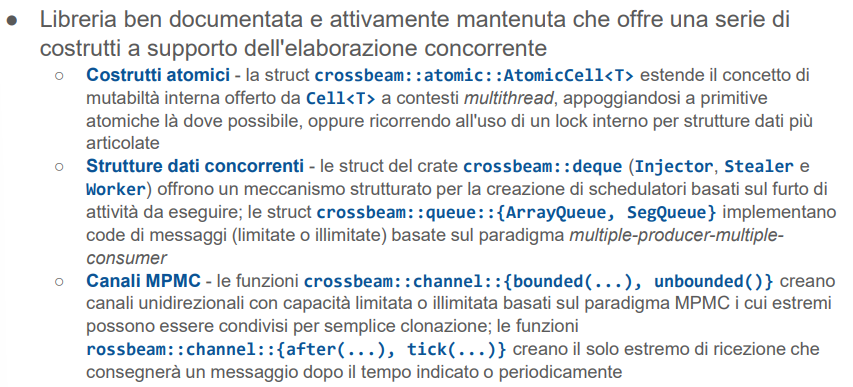 ● Libreria ben documentata e attivamente mantenuta che offre una serie di
costrutti a supporto dell'elaborazione concorrente
○ Costrutti atomici - la struct crossbeam::atomic::AtomicCell<T> estende il concetto di
mutabiltà interna offerto da Cell<T> a contesti multithread, appoggiandosi a primitive
atomiche là dove possibile, oppure ricorrendo all'uso di un lock interno per strutture dati più
articolate
○ Strutture dati concorrenti - le struct del crate crossbeam::deque (Injector, Stealer e
Worker) offrono un meccanismo strutturato per la creazione di schedulatori basati sul furto di
attività da eseguire; le struct crossbeam::queue::{ArrayQueue, SegQueue} implementano
code di messaggi (limitate o illimitate) basate sul paradigma multiple-producer-multiple-
consumer
○ Canali MPMC - le funzioni crossbeam::channel::{bounded(...), unbounded()} creano
canali unidirezionali con capacità limitata o illimitata basati sul paradigma MPMC i cui estremi
possono essere condivisi per semplice clonazione; le funzioni
rossbeam::channel::{after(...), tick(...)} creano il solo estremo di ricezione che
consegnerà un messaggio dopo il tempo indicato o periodicamente